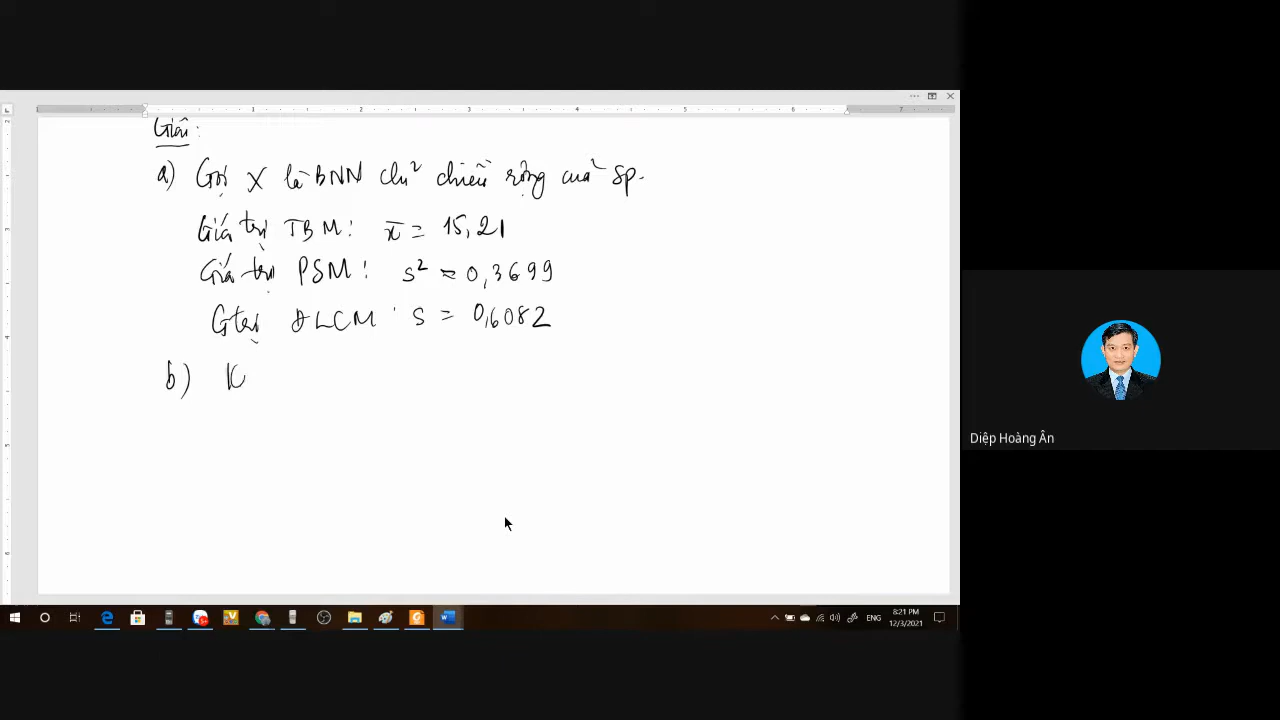 Giải:
a) Gọi X là BNN chỉ chiều rộng của sp.
Giá trị TBM: x̄ = 15,21
Giá trị PSM: s² ≈ 0,3699
Gtrị ĐLCM: s = 0,6082
b) K
Diệp Hoàng Ân
ENG
8:21 PM
12/3/2021